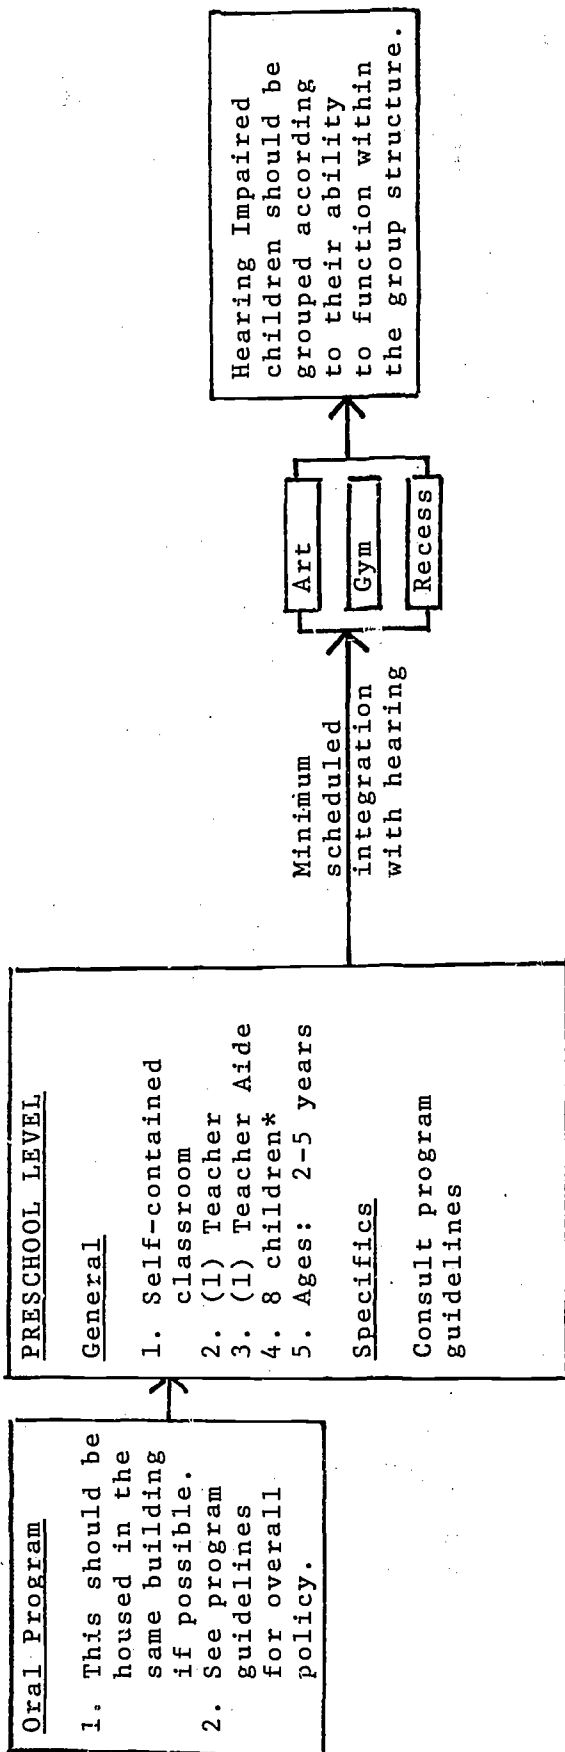 Oral Program
1. This should be
housed in the
same building
if possible.
2. See program
guidelines
for overall
policy.
PRESCHOOL LEVEL
General
1. Self-contained
classroom
2. (1) Teacher
3. (1) Teacher Aide
4. 8 children*
5. Ages: 2-5 years
Specifics
Consult program
guidelines
Minimum
scheduled
integration
with hearing
Art
Gym
Recess
Hearing Impaired
children should be
grouped according
to their ability
to function within
the group structure.